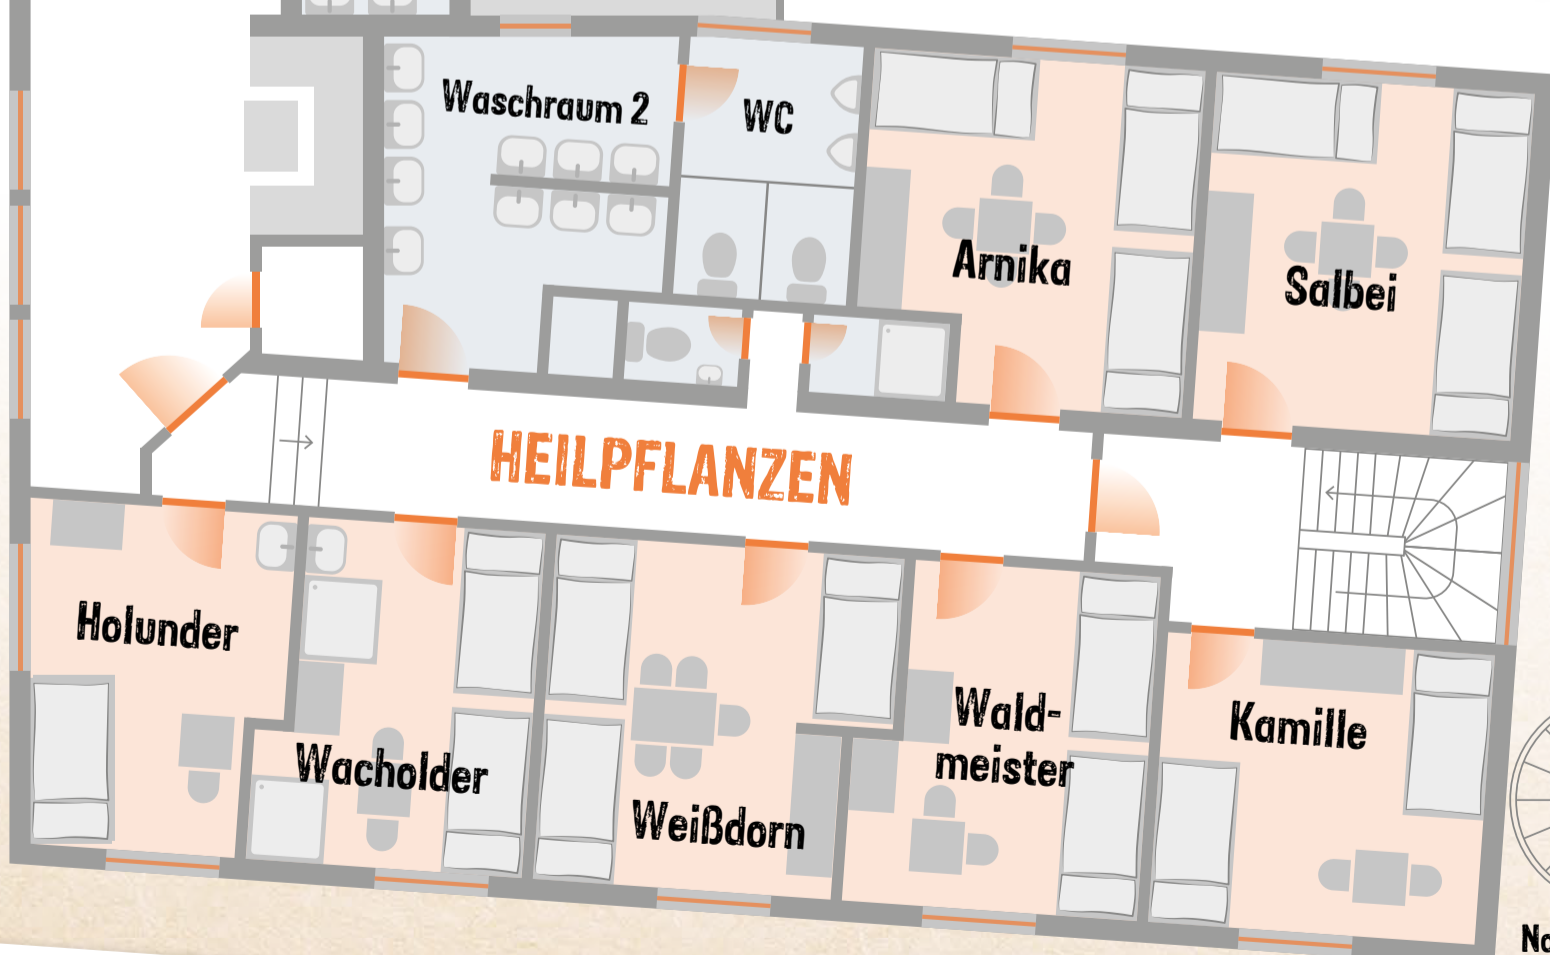 Waschraum 2
WC
Arnika
Salbei
HEILPFLANZEN
Holunder
Wacholder
Weißdorn
Wald-
meister
Kamille